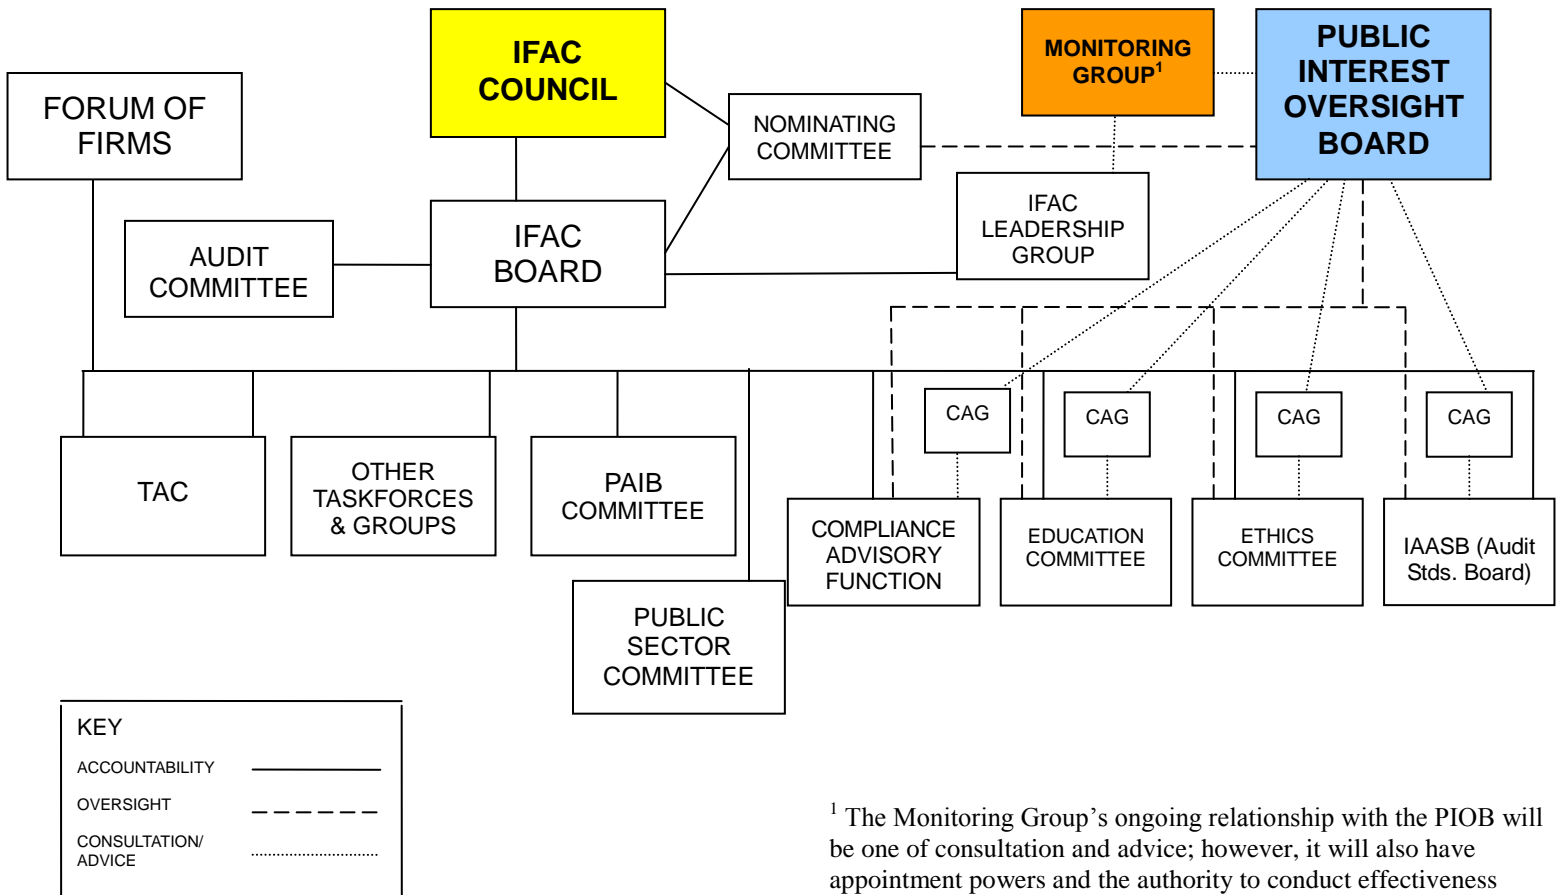 IFAC
COUNCIL
MONITORING
GROUP¹
PUBLIC
INTEREST
OVERSIGHT
BOARD
FORUM OF
FIRMS
NOMINATING
COMMITTEE
IFAC
LEADERSHIP
GROUP
AUDIT
COMMITTEE
IFAC
BOARD
CAG
CAG
CAG
CAG
TAC
OTHER
TASKFORCES
& GROUPS
PAIB
COMMITTEE
COMPLIANCE
ADVISORY
FUNCTION
EDUCATION
COMMITTEE
ETHICS
COMMITTEE
IAASB (Audit
Stds. Board)
PUBLIC
SECTOR
COMMITTEE
KEY
ACCOUNTABILITY
OVERSIGHT
CONSULTATION/
ADVICE
¹ The Monitoring Group’s ongoing relationship with the PIOB will
be one of consultation and advice; however, it will also have
appointment powers and the authority to conduct effectiveness